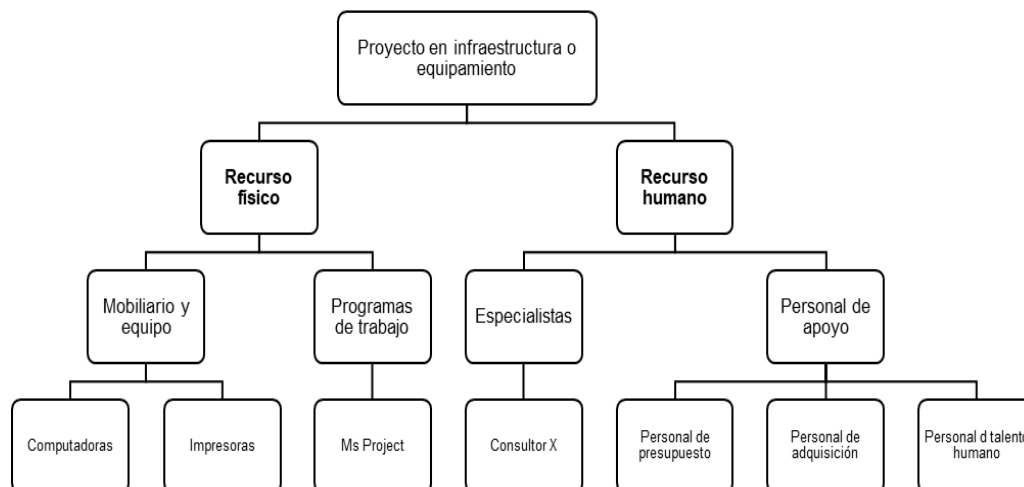 Proyecto en infraestructura o
equipamiento
Recurso
físico
Recurso
humano
Mobiliario y
equipo
Programas
de trabajo
Especialistas
Personal de
apoyo
Computadoras
Impresoras
Ms Project
Consultor X
Personal de
presupuesto
Personal de
adquisición
Personal d talento
humano